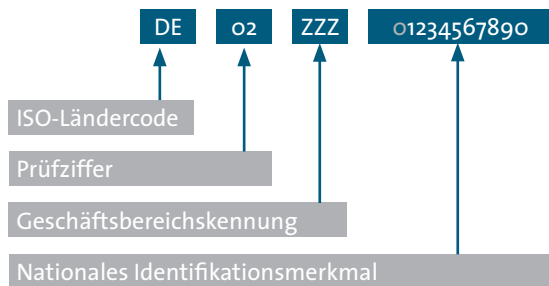 DE 02 ZZZ 01234567890
ISO-Ländercode
Prüfziffer
Geschäftsbereichskennung
Nationales Identifikationsmerkmal